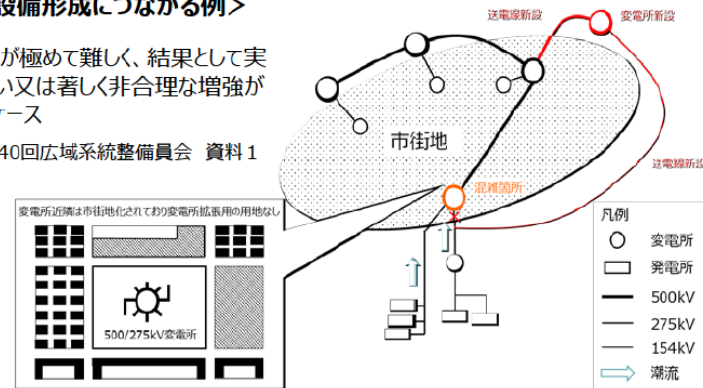 設備形成につながる例＞
が極めて難しく、結果として実
い又は著しく非合理な増強が
ケース
40回広域系統整備員会 資料１
送電線新設
変電所新設
市街地
混雑箇所
送電線新設
変電所近隣は市街地化されており変電所拡張用の用地なし
500/275kV変電所
凡例
変電所
発電所
500kV
275kV
154kV
潮流